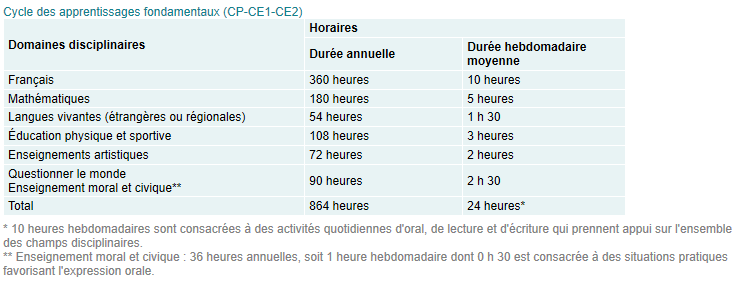 Cycle des apprentissages fondamentaux (CP-CE1-CE2)
Domaines disciplinaires
Horaires
Durée annuelle
Durée hebdomadaire
moyenne
Français 360 heures 10 heures
Mathématiques 180 heures 5 heures
Langues vivantes (étrangères ou régionales) 54 heures 1 h 30
Éducation physique et sportive 108 heures 3 heures
Enseignements artistiques 72 heures 2 heures
Questionner le monde
Enseignement moral et civique** 90 heures 2 h 30
Total 864 heures 24 heures*
* 10 heures hebdomadaires sont consacrées à des activités quotidiennes d'oral, de lecture et d'écriture qui prennent appui sur l'ensemble
des champs disciplinaires.
** Enseignement moral et civique : 36 heures annuelles, soit 1 heure hebdomadaire dont 0 h 30 est consacrée à des situations pratiques
favorisant l'expression orale.